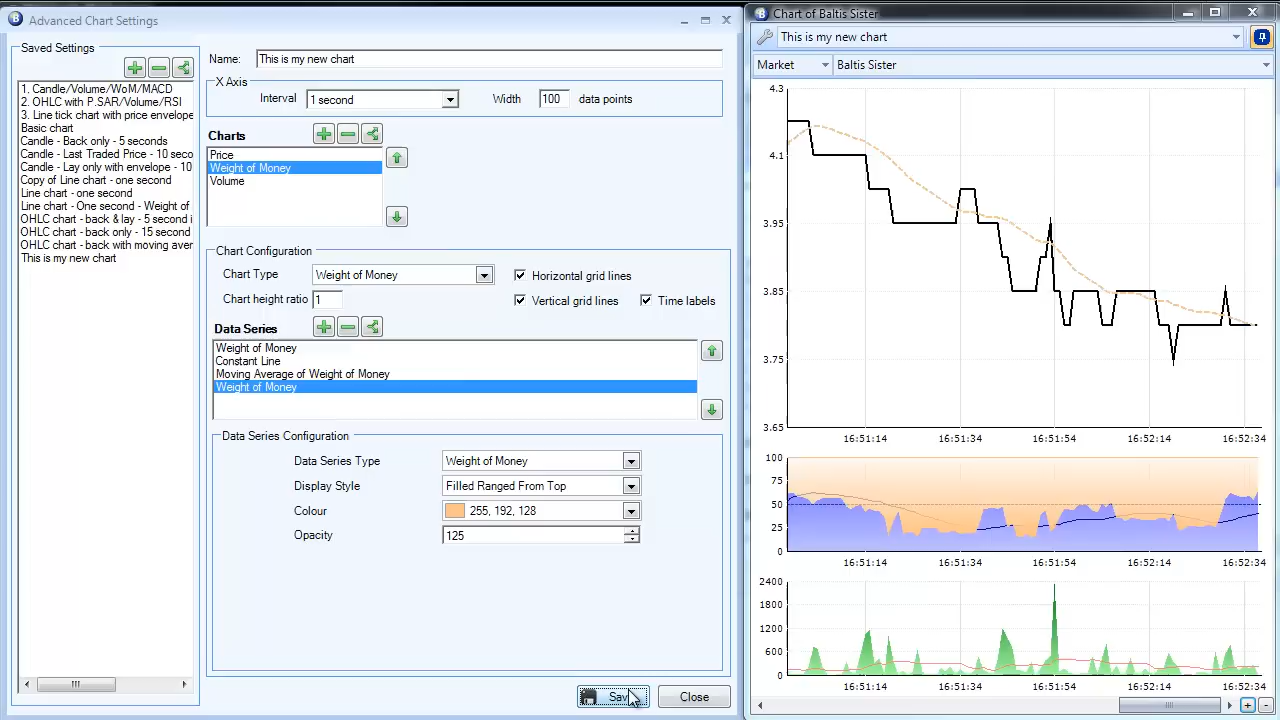 Advanced Chart Settings
Saved Settings
1. Candle/Volume/WoM/MACD
2. OHLC with P.SAR/Volume/RSI
3. Line tick chart with price envelope
Basic chart
Candle - Back only - 5 seconds
Candle - Last Traded Price - 10 seco
Candle - Lay only with envelope - 10
Copy of Line chart - one second
Line chart - one second
Line chart - One second - Weight of
OHLC chart - back & lay - 5 second i
OHLC chart - back only - 15 second
OHLC chart - back with moving aver
This is my new chart
Name: This is my new chart
X Axis
Interval 1 second Width 100 data points
Charts
Price
Weight of Money
Volume
Chart Configuration
Chart Type Weight of Money Horizontal grid lines
Chart height ratio 1 Vertical grid lines Time labels
Data Series
Weight of Money
Constant Line
Moving Average of Weight of Money
Weight of Money
Data Series Configuration
Data Series Type Weight of Money
Display Style Filled Ranged From Top
Colour 255, 192, 128
Opacity 125
Save Close
Chart of Baltis Sister
This is my new chart
Market Baltis Sister
4.3
4.1
3.95
3.85
3.75
3.65
16:51:14 16:51:34 16:51:54 16:52:14 16:52:34
100
75
50
25
0
16:51:14 16:51:34 16:51:54 16:52:14 16:52:34
2400
1800
1200
600
0
16:51:14 16:51:34 16:51:54 16:52:14 16:52:34